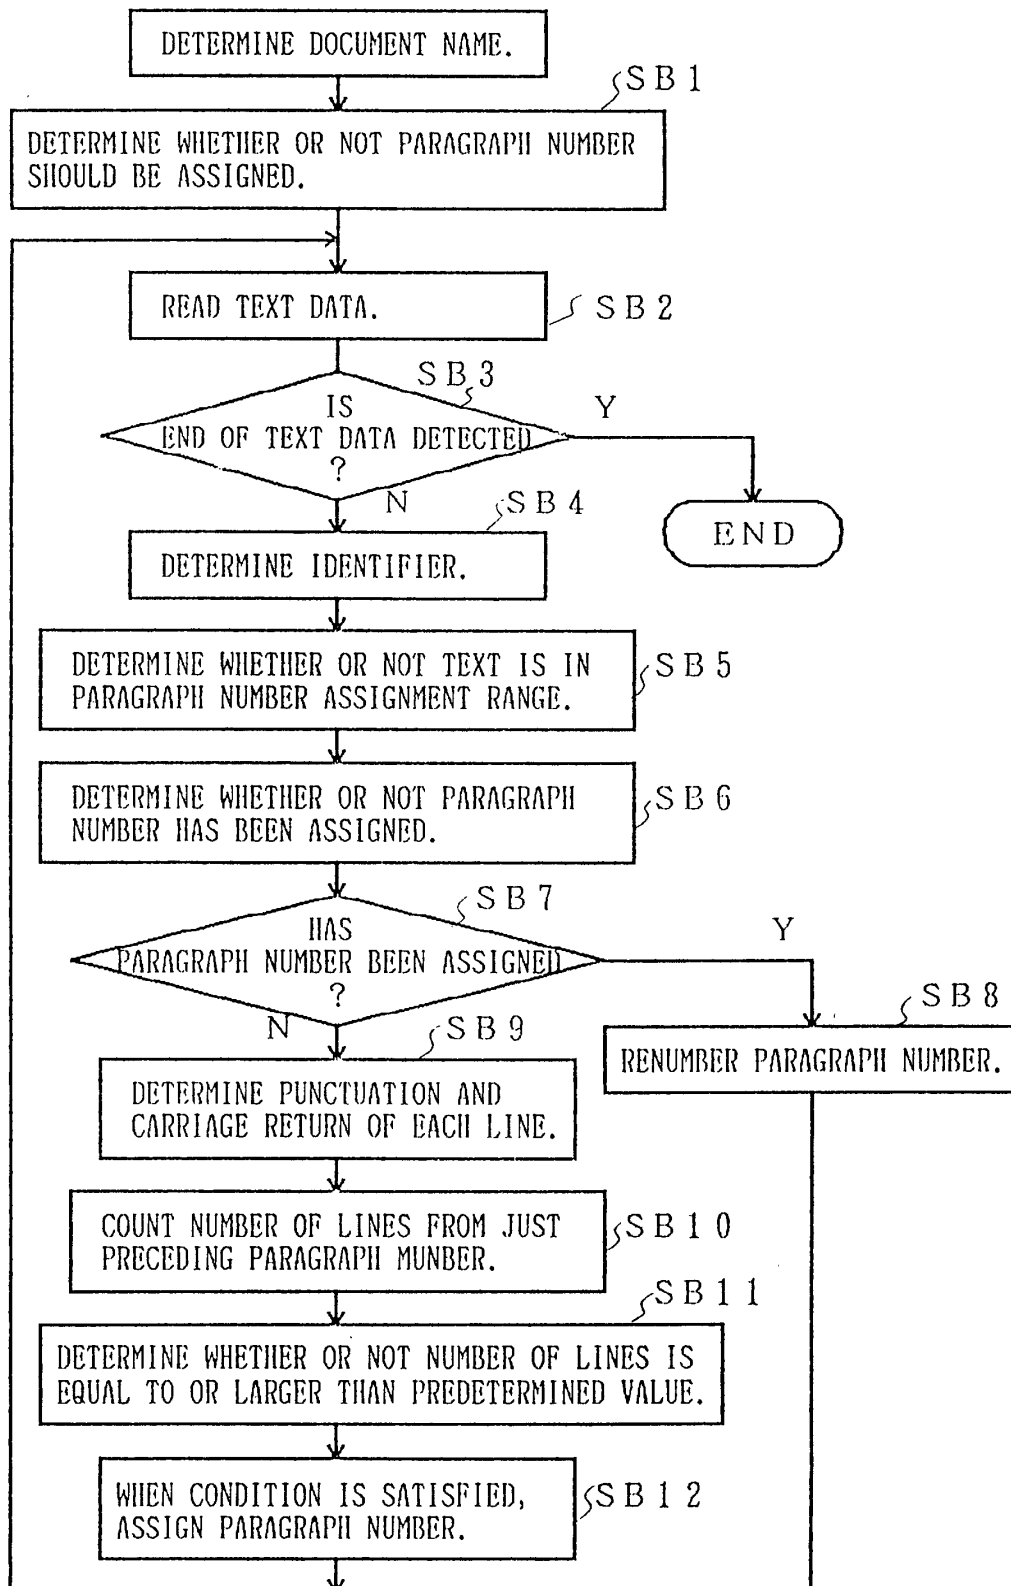 DETERMINE DOCUMENT NAME.
SB1
DETERMINE WHETHER OR NOT PARAGRAPH NUMBER
SHOULD BE ASSIGNED.
READ TEXT DATA.
SB2
SB3
IS
END OF TEXT DATA DETECTED
?
Y
N
SB4
END
DETERMINE IDENTIFIER.
DETERMINE WHETHER OR NOT TEXT IS IN
PARAGRAPH NUMBER ASSIGNMENT RANGE.
SB5
DETERMINE WHETHER OR NOT PARAGRAPH
NUMBER HAS BEEN ASSIGNED.
SB6
SB7
HAS
PARAGRAPH NUMBER BEEN ASSIGNED
?
Y
N
SB8
RENUMBER PARAGRAPH NUMBER.
SB9
DETERMINE PUNCTUATION AND
CARRIAGE RETURN OF EACH LINE.
COUNT NUMBER OF LINES FROM JUST
PRECEDING PARAGRAPH MUNBER.
SB10
SB11
DETERMINE WHETHER OR NOT NUMBER OF LINES IS
EQUAL TO OR LARGER THAN PREDETERMINED VALUE.
WHEN CONDITION IS SATISFIED,
ASSIGN PARAGRAPH NUMBER.
SB12